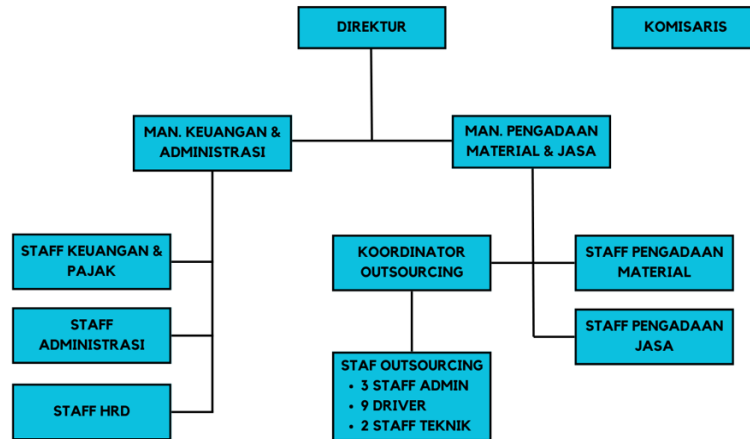 DIREKTUR
KOMISARIS
MAN. KEUANGAN &
ADMINISTRASI
MAN. PENGADAAN
MATERIAL & JASA
STAFF KEUANGAN &
PAJAK
KOORDINATOR
OUTSOURCING
STAFF PENGADAAN
MATERIAL
STAFF
ADMINISTRASI
STAFF PENGADAAN
JASA
STAFF HRD
STAF OUTSOURCING
• 3 STAFF ADMIN
• 9 DRIVER
• 2 STAFF TEKNIK